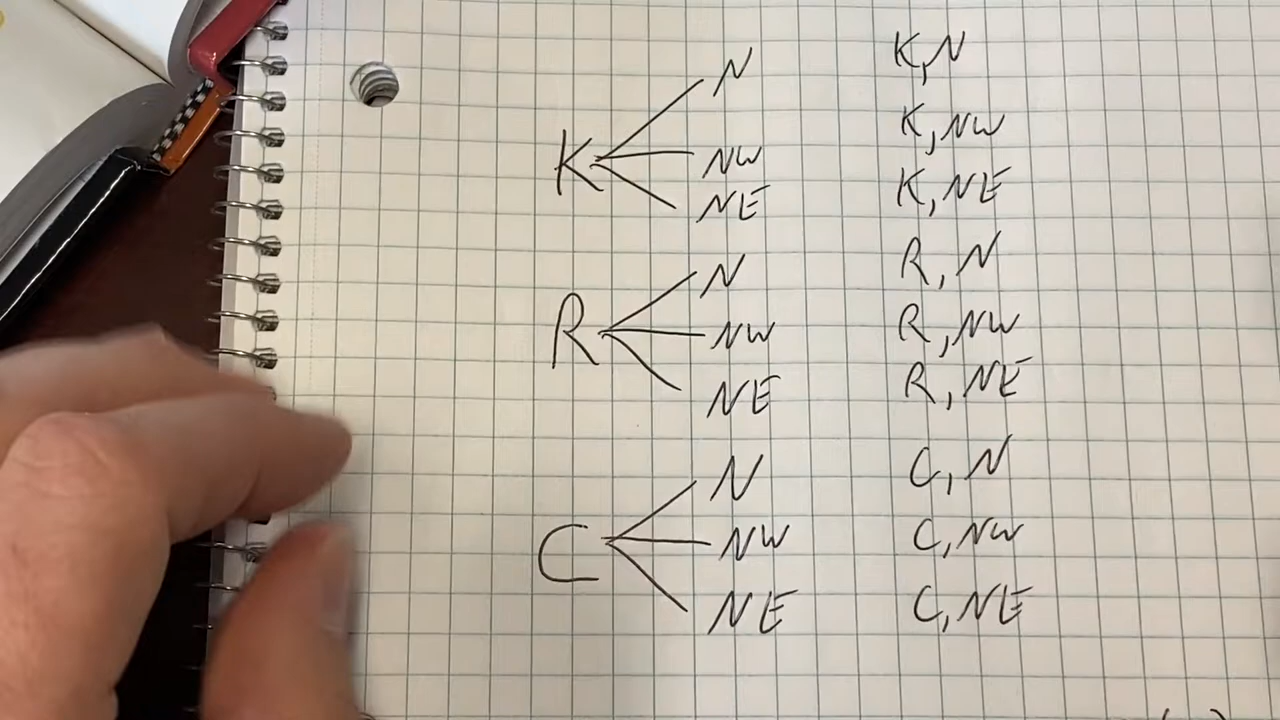 N K,N
K NW K,NW
NE K,NE
N R,N
R NW R,NW
NE R,NE
N C,N
C NW C,NW
NE C,NE